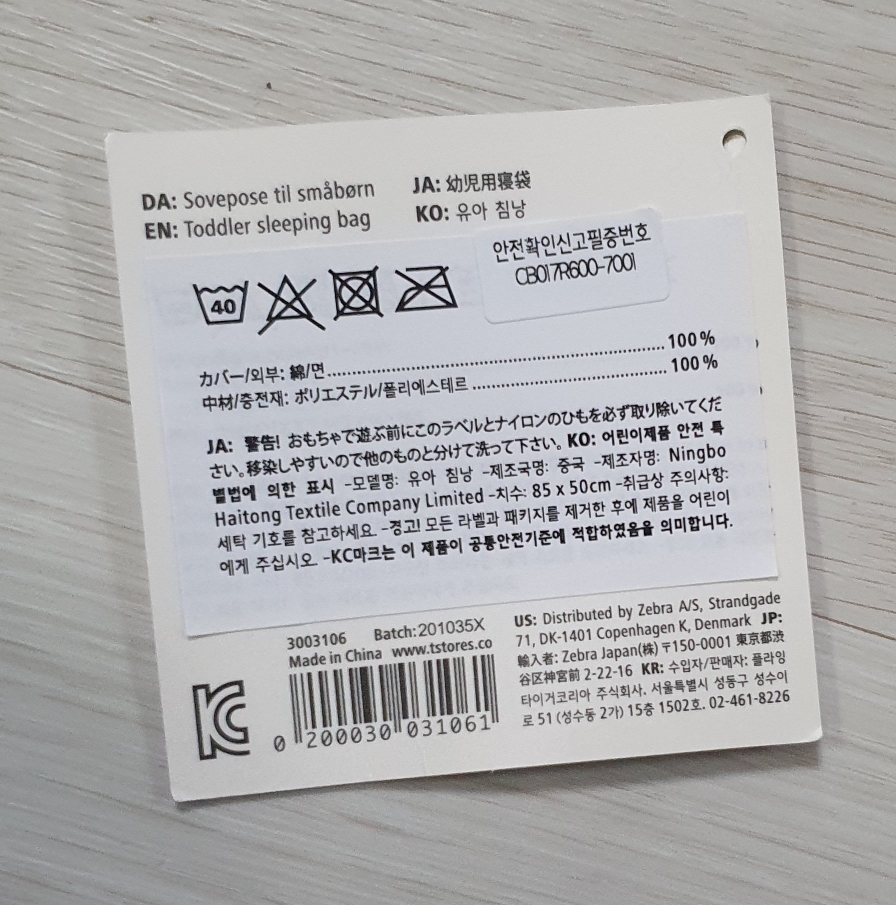 DA: Sovepose til småbørn
EN: Toddler sleeping bag
JA: 幼児用寝袋
KO: 유아 침낭
안전확인신고필증번호
CB017R600-7001
40
カバー/외부: 綿/면 100%
中材/충전재: ポリエステル/폴리에스테르 100%
JA: 警告! おもちゃで遊ぶ前にこのラベルとナイロンのひもを必ず取り除いてくだ
さい。移染しやすいので他のものと分けて洗って下さい。 KO: 어린이제품 안전 특
별법에 의한 표시 -모델명: 유아 침낭 -제조국명: 중국 -제조자명: Ningbo
Haitong Textile Company Limited -치수: 85 x 50cm -취급상 주의사항:
세탁 기호를 참고하세요 -경고! 모든 라벨과 패키지를 제거한 후에 제품을 어린이
에게 주십시오 -KC마크는 이 제품이 공통안전기준에 적합하였음을 의미합니다.
3003106 Batch:201035X
Made in China www.tstores.co
0 200030 031061
KC
US: Distributed by Zebra A/S, Strandgade
71, DK-1401 Copenhagen K, Denmark JP:
輸入者: Zebra Japan(株) 〒150-0001 東京都渋
谷区神宮前 2-22-16 KR: 수입자/판매자: 플라잉
타이거코리아 주식회사. 서울특별시 성동구 성수이
로 51 (성수동 2가) 15층 1502호. 02-461-8226